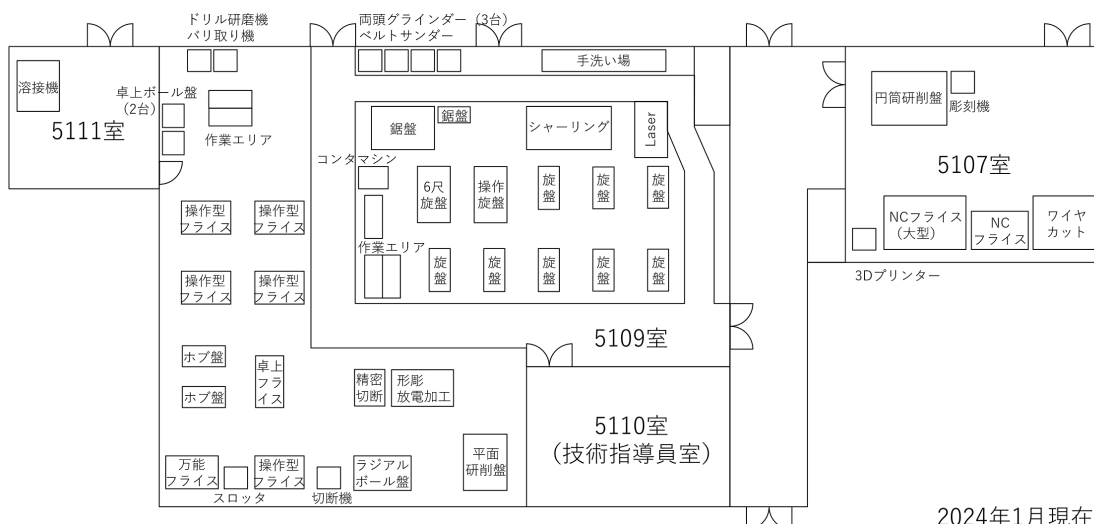 ドリル研磨機
バリ取り機
両頭グラインダー（3台）
ベルトサンダー
手洗い場
溶接機
5111室
卓上ボール盤
（2台）
作業エリア
鋸盤
鋸盤
シャーリング
Laser
円筒研削盤
彫刻機
5107室
コンタマシン
6尺
旋盤
操作
旋盤
旋盤
旋盤
旋盤
操作型
フライス
操作型
フライス
作業エリア
旋盤
旋盤
旋盤
旋盤
旋盤
NCフライス
（大型）
NC
フライス
ワイヤ
カット
3Dプリンター
操作型
フライス
操作型
フライス
5109室
ホブ盤
ホブ盤
卓上
フライス
精密
切断
形彫
放電加工
5110室
（技術指導員室）
万能
フライス
スロッタ
操作型
フライス
切断機
ラジアル
ボール盤
平面
研削盤
2024年1月現在